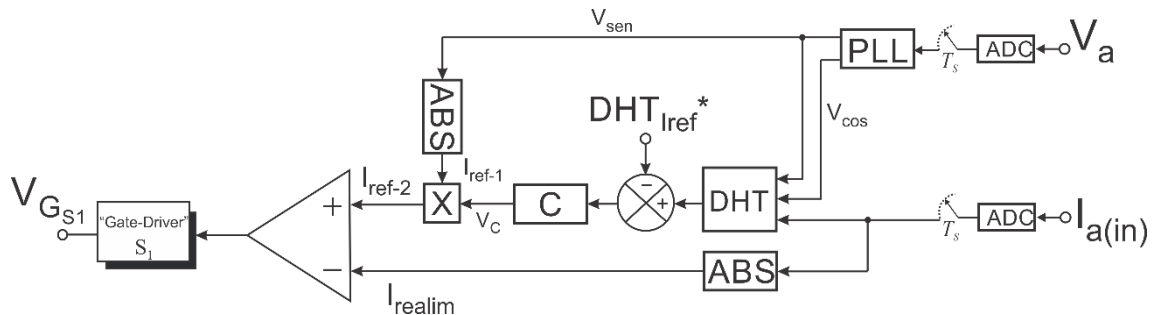 V_sen
PLL
T_s
ADC
V_a
ABS
DHT_Iref*
V_cos
V_G_S1
I_ref-2
I_ref-1
X
V_C
C
−
+
DHT
T_s
ADC
I_a(in)
"Gate-Driver"
S_1
+
−
ABS
I_realim